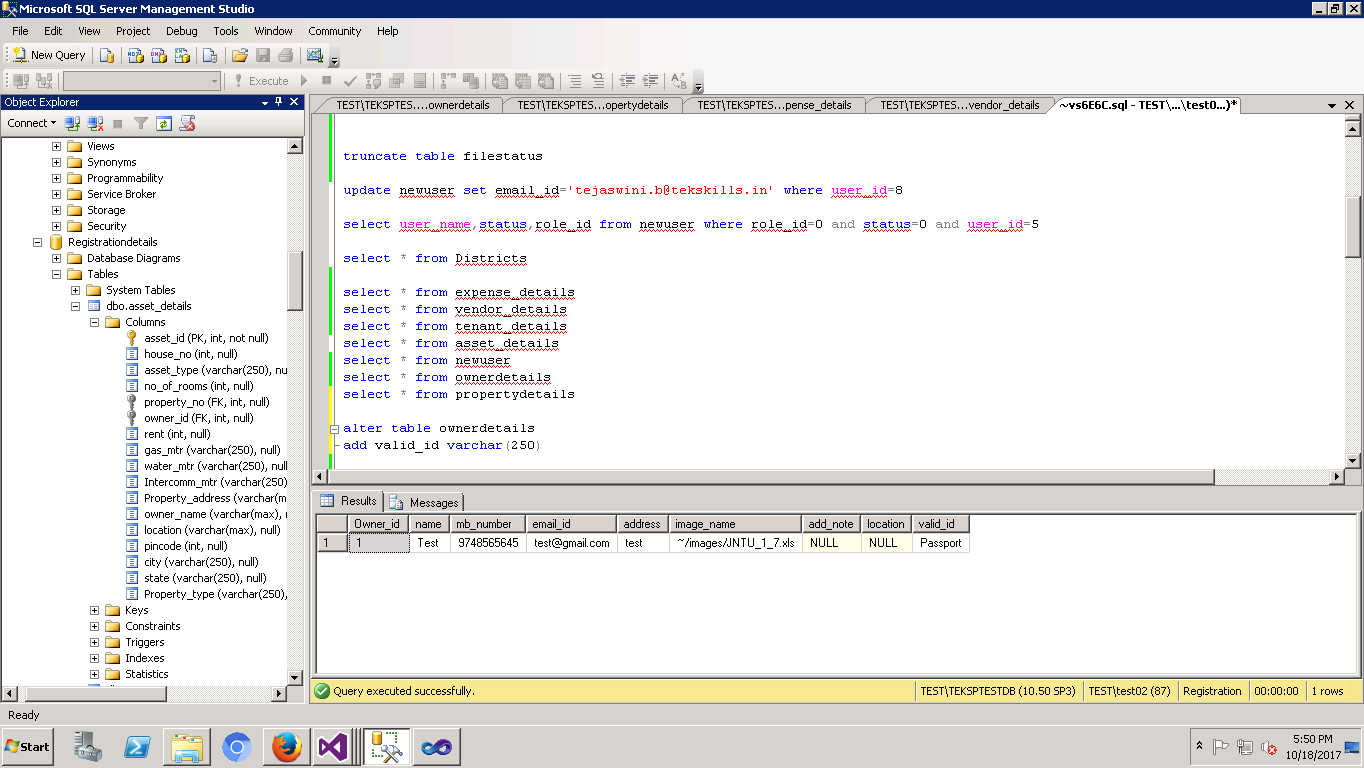 Microsoft SQL Server Management Studio
File Edit View Project Debug Tools Window Community Help
New Query
Execute
Object Explorer
Connect
Views
Synonyms
Programmability
Service Broker
Storage
Security
Registrationdetails
Database Diagrams
Tables
System Tables
dbo.asset_details
Columns
asset_id (PK, int, not null)
house_no (int, null)
asset_type (varchar(250), nu
no_of_rooms (int, null)
property_no (FK, int, null)
owner_id (FK, int, null)
rent (int, null)
gas_mtr (varchar(250), null)
water_mtr (varchar(250), null
Intercomm_mtr (varchar(250),
Property_address (varchar(m
owner_name (varchar(max), 
location (varchar(max), null)
pincode (int, null)
city (varchar(250), null)
state (varchar(250), null)
Property_type (varchar(250),
Keys
Constraints
Triggers
Indexes
Statistics
TEST\TEKSPTES....ownerdetails TEST\TEKSPTES...opertydetails TEST\TEKSPTES...pense_details TEST\TEKSPTES...vendor_details ~vs6E6C.sql - TEST\...\test0...)*
truncate table filestatus
update newuser set email_id='tejaswini.b@tekskills.in' where user_id=8
select user_name,status,role_id from newuser where role_id=0 and status=0 and user_id=5
select * from Districts
select * from expense_details
select * from vendor_details
select * from tenant_details
select * from asset_details
select * from newuser
select * from ownerdetails
select * from propertydetails
alter table ownerdetails
add valid_id varchar(250)
Results Messages
Owner_id name mb_number email_id address image_name add_note location valid_id
1 1 Test 9748565645 test@gmail.com test ~/images/JNTU_1_7.xls NULL NULL Passport
Query executed successfully. TEST\TEKSPTESTDB (10.50 SP3) TEST\test02 (87) Registration 00:00:00 1 rows
Ready
Start
5:50 PM
10/18/2017